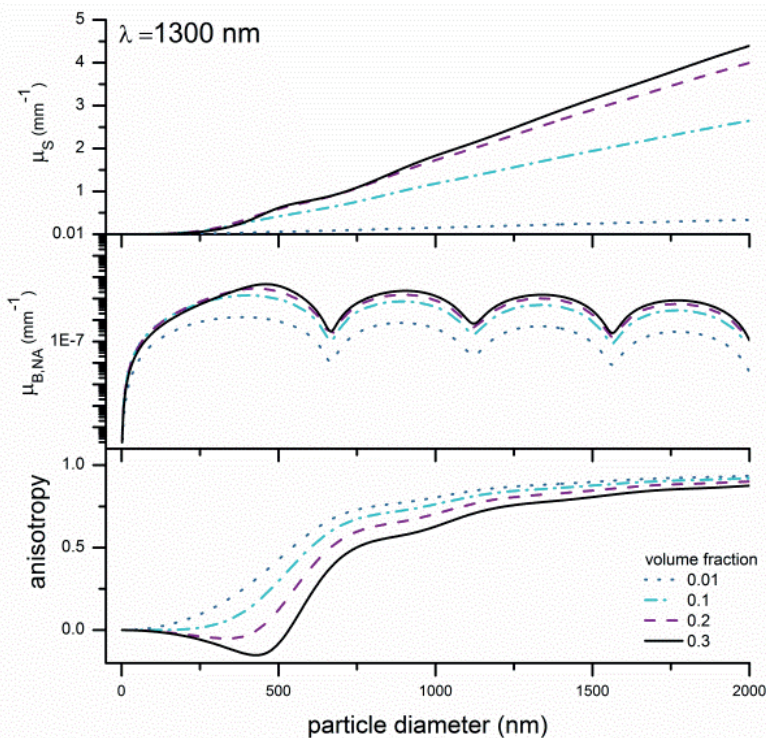 λ =1300 nm
5
4
3
2
1
0.01
μS (mm-1)
1E-7
μB,NA (mm-1)
1.0
0.5
0.0
anisotropy
volume fraction
0.01
0.1
0.2
0.3
0 500 1000 1500 2000
particle diameter (nm)